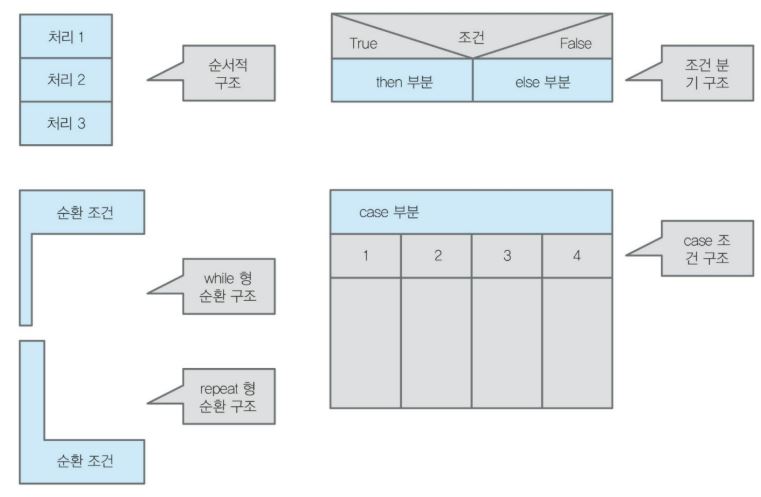 처리 1
처리 2
처리 3
순서적
구조
조건
True
False
then 부분
else 부분
조건 분
기 구조
순환 조건
while 형
순환 구조
repeat 형
순환 구조
순환 조건
case 부분
1
2
3
4
case 조
건 구조